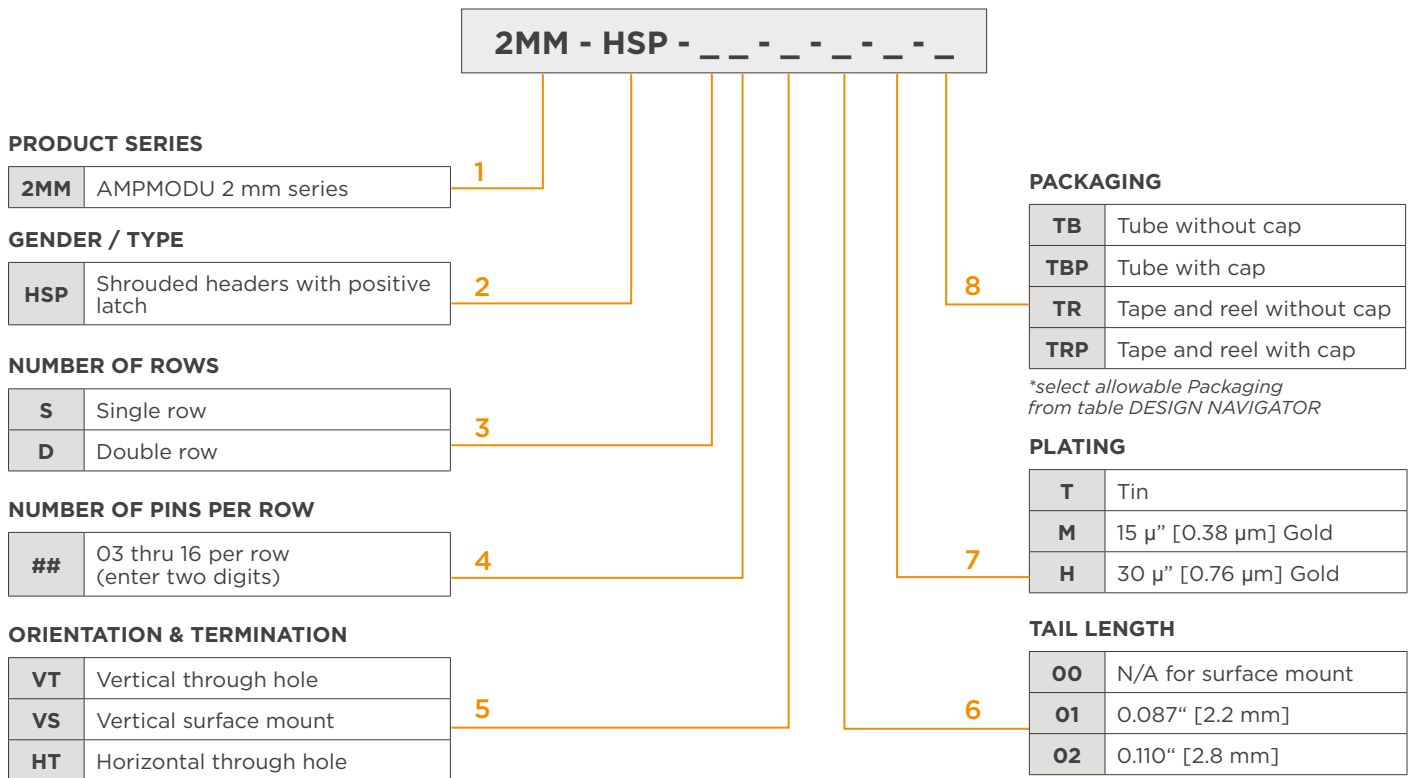 2MM - HSP - _ _ - _ - _ - _ - _
PRODUCT SERIES
2MM AMPMODU 2 mm series
1
GENDER / TYPE
HSP Shrouded headers with positive
latch
2
NUMBER OF ROWS
S Single row
D Double row
3
NUMBER OF PINS PER ROW
## 03 thru 16 per row
(enter two digits)
4
ORIENTATION & TERMINATION
VT Vertical through hole
VS Vertical surface mount
HT Horizontal through hole
5
PACKAGING
TB Tube without cap
TBP Tube with cap
TR Tape and reel without cap
TRP Tape and reel with cap
8
*select allowable Packaging
from table DESIGN NAVIGATOR
PLATING
T Tin
M 15 µ” [0.38 µm] Gold
H 30 µ” [0.76 µm] Gold
7
TAIL LENGTH
00 N/A for surface mount
01 0.087“ [2.2 mm]
02 0.110“ [2.8 mm]
6